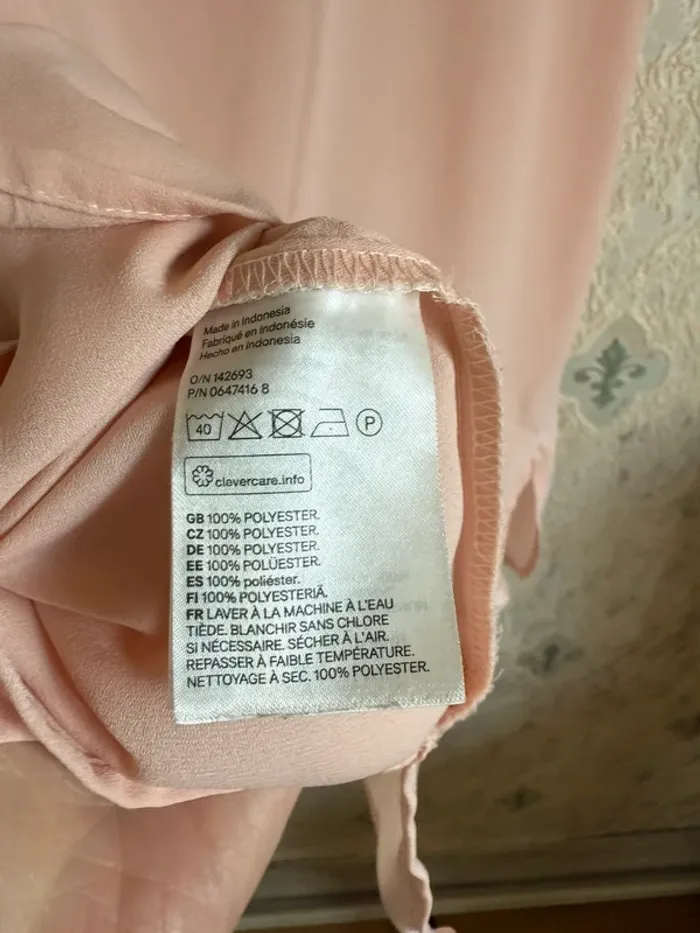 Made in Indonesia
Fabriqué en Indonésie
Hecho en Indonesia
O/N 142693
P/N 0647416 8
40
P
clevercare.info
GB 100% POLYESTER.
CZ 100% POLYESTER.
DE 100% POLYESTER.
EE 100% POLÜESTER.
ES 100% poliéster.
FI 100% POLYESTERIÄ.
FR LAVER À LA MACHINE À L'EAU
TIÈDE. BLANCHIR SANS CHLORE
SI NÉCESSAIRE. SÉCHER À L'AIR.
REPASSER À FAIBLE TEMPÉRATURE.
NETTOYAGE À SEC. 100% POLYESTER.